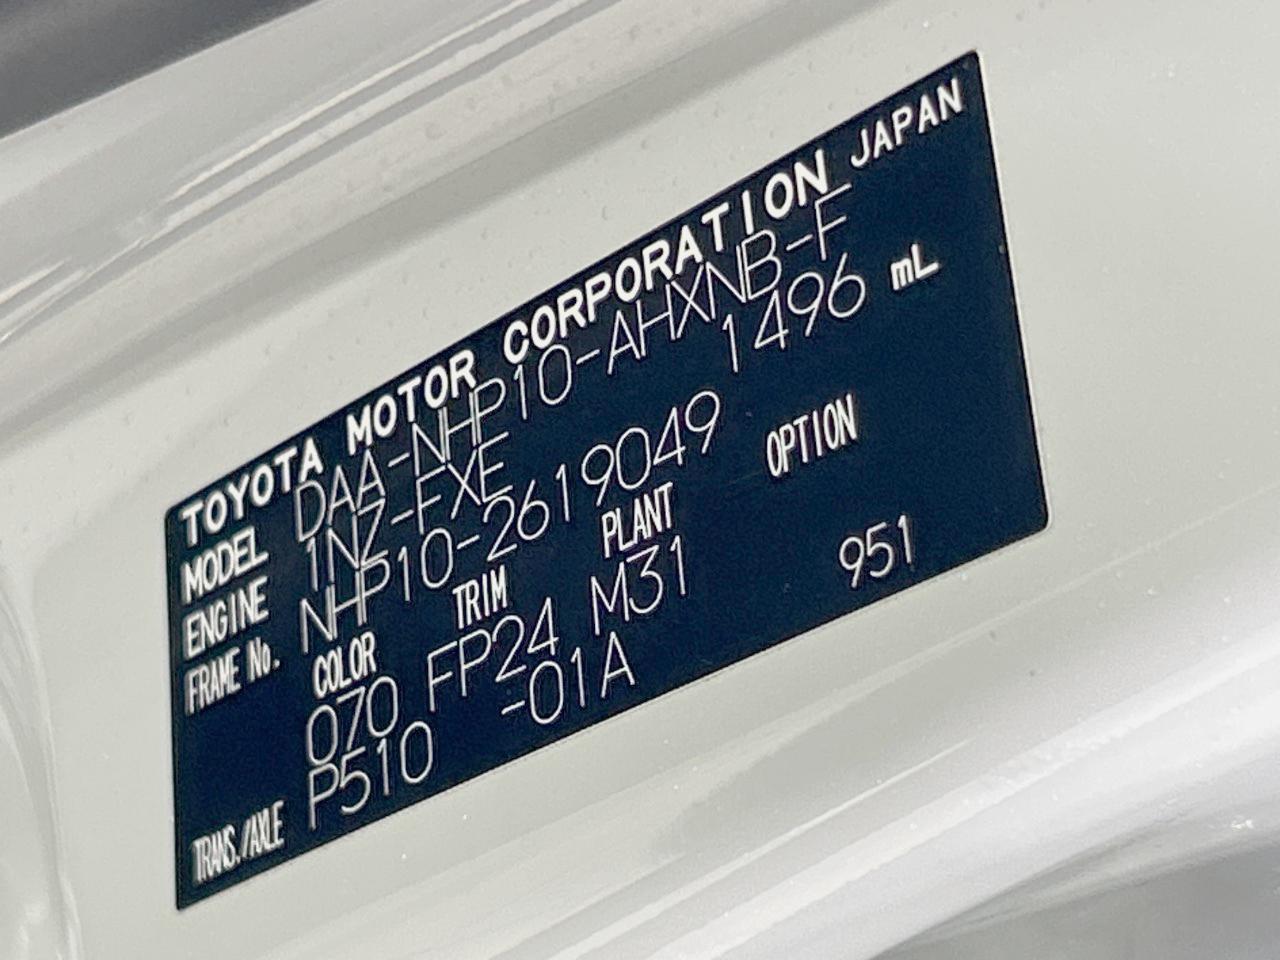 TOYOTA MOTOR CORPORATION JAPAN
MODEL DAA-NHP10-AHXNB-F
ENGINE 1NZ-FXE 1496 mL
FRAME No. NHP10-2619049
COLOR TRIM PLANT OPTION
070 FP24 M31 951
TRANS./AXLE P510 -01A